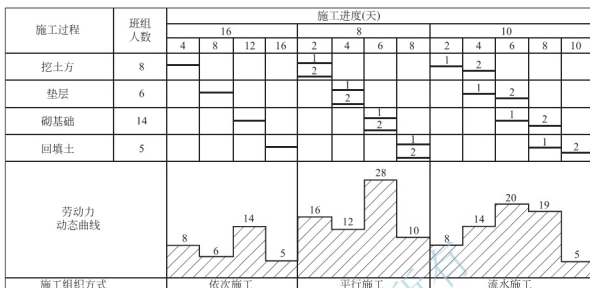 施工过程 班组人数 施工进度(天)
16 8 10
4 8 12 16 2 4 6 8 2 4 6 8 10
挖土方 8 1 2 1 2
垫层 6 1 2 1 2
砌基础 14 1 2 1 2
回填土 5 1 2 1 2
劳动力动态曲线 8 6 14 5 16 12 28 10 8 14 20 19 5
施工组织方式 依次施工 平行施工 流水施工